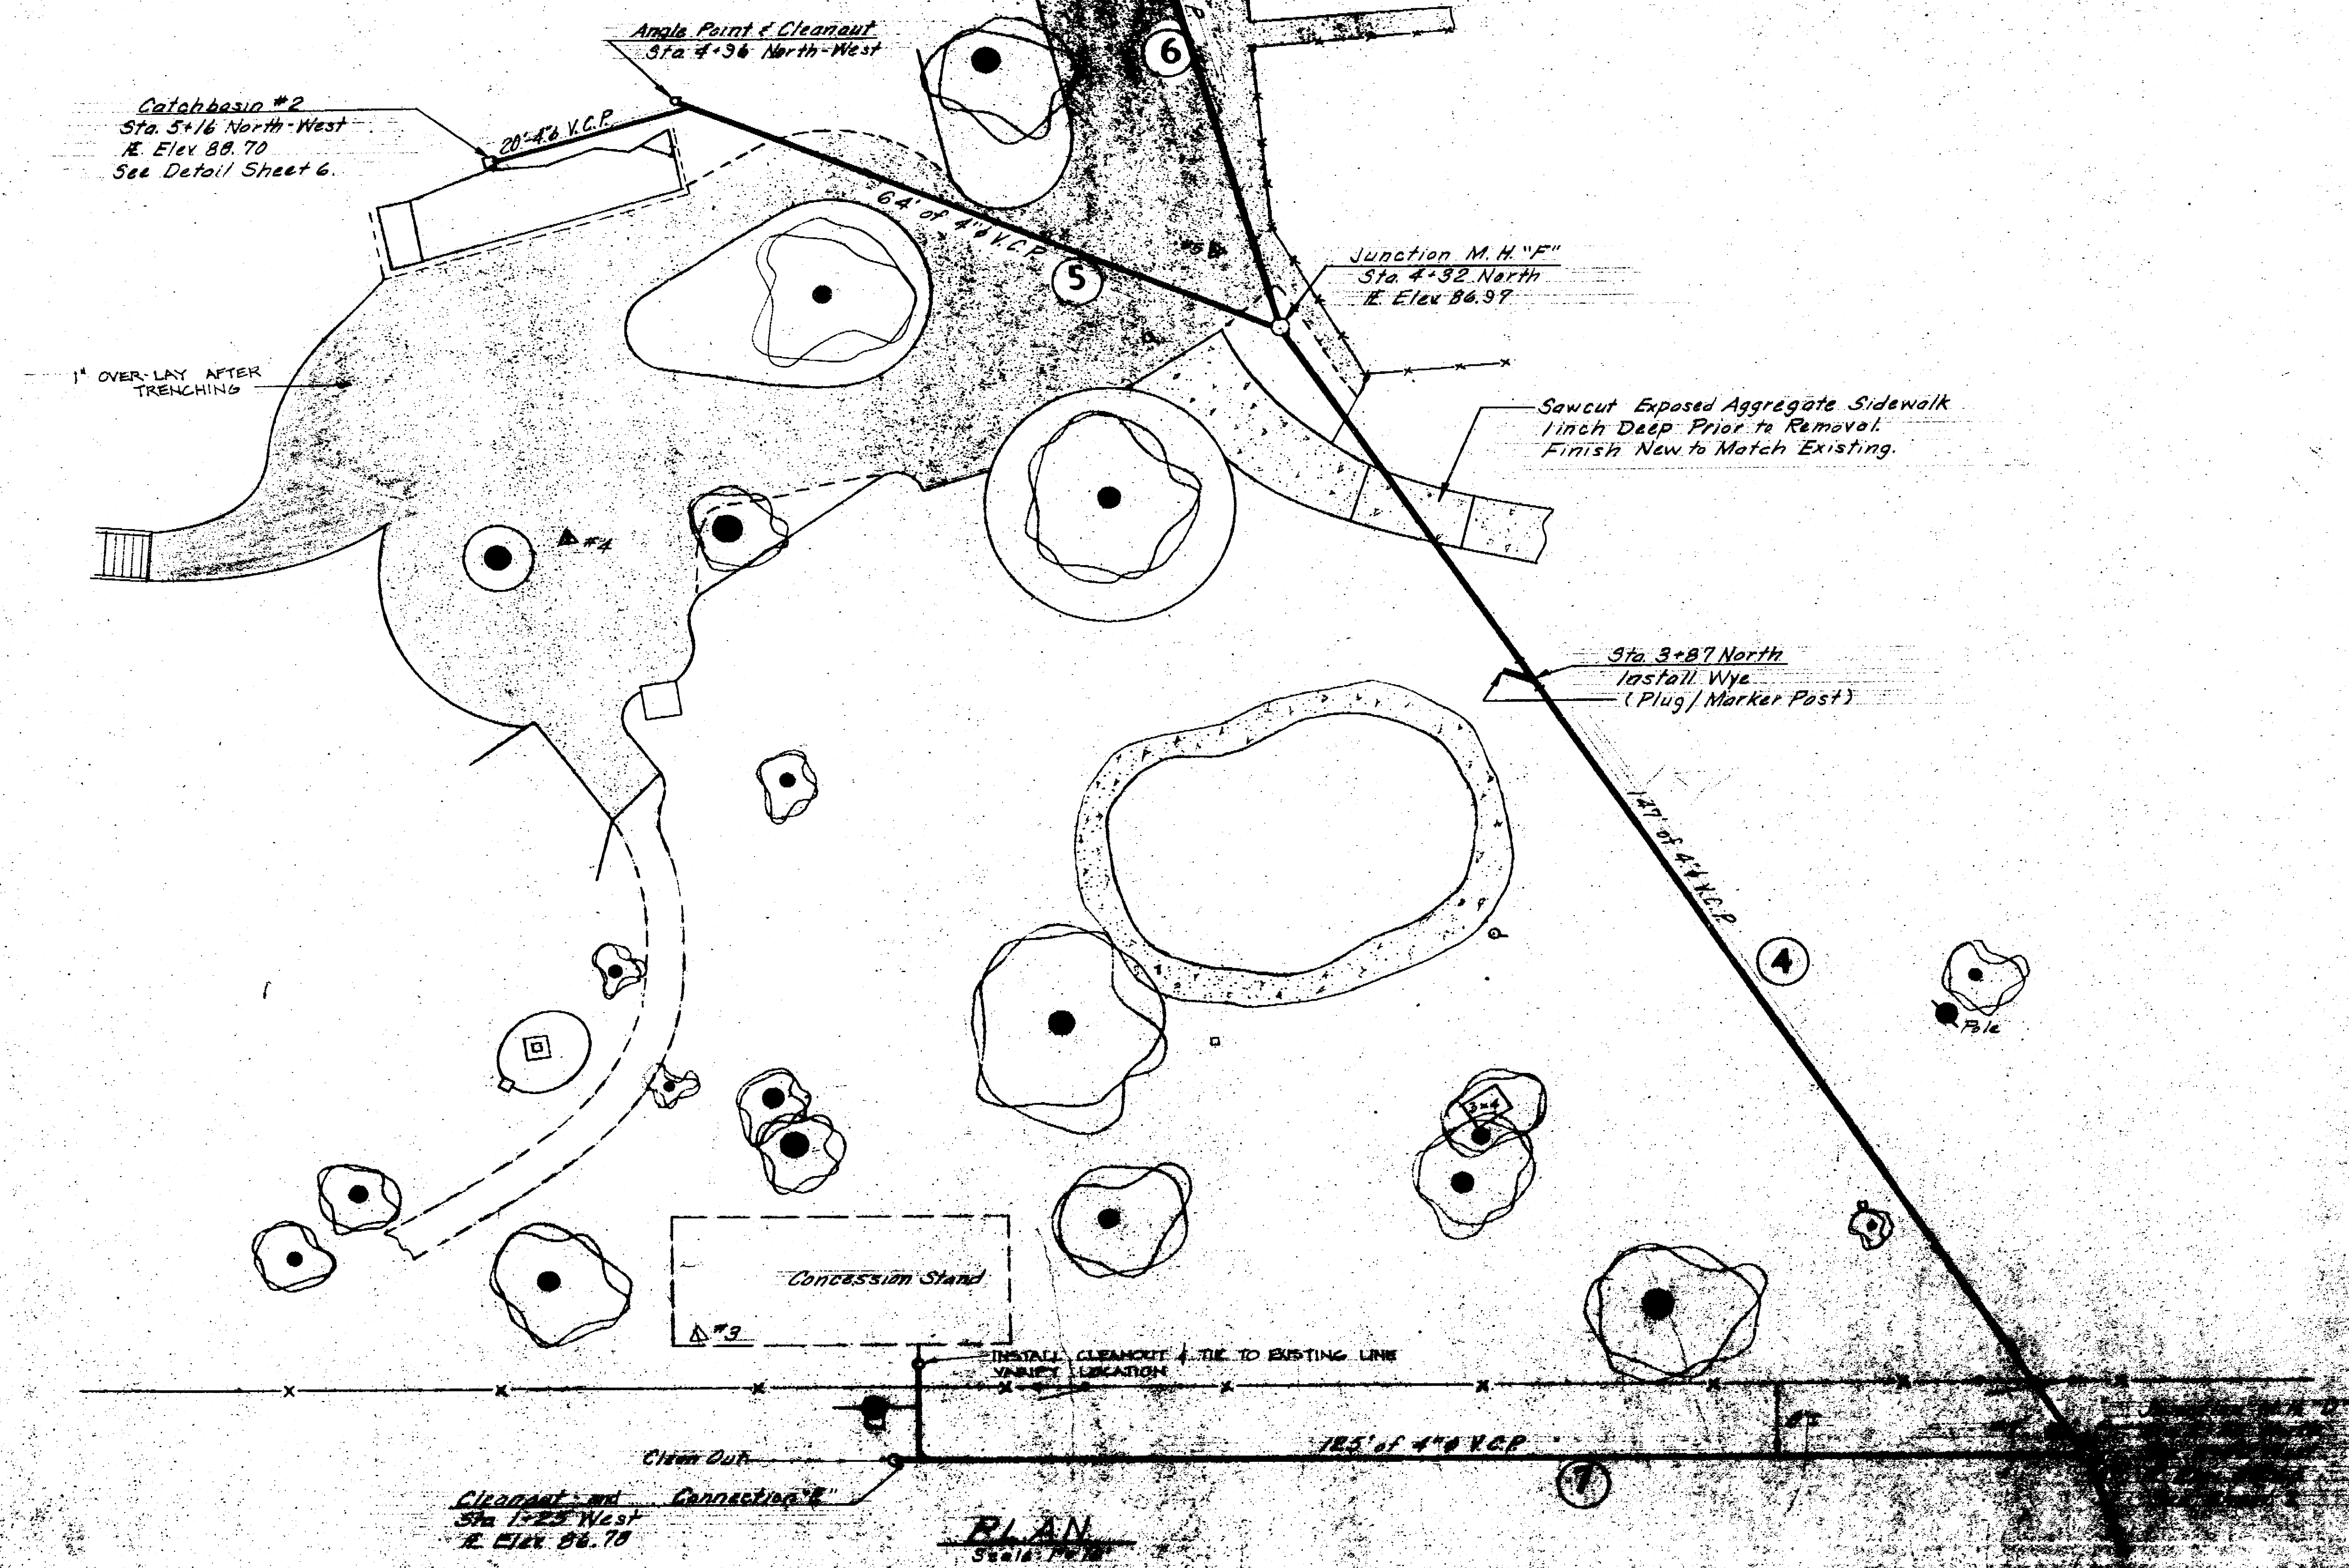 Angle Point & Cleanout
Sta 4+96 North-West
6
Catchbasin #2
Sta. 5+16 North-West
Æ. Elev 88.70
See Detail Sheet 6.
20'-4"ϕ V.C.P.
64' of 4"ϕ V.C.P.
5
Junction M.H. "F"
Sta. 4+32 North
Æ Elev 86.97
1" OVER-LAY AFTER
TRENCHING
Sawcut Exposed Aggregate Sidewalk
1 inch Deep Prior to Removal.
Finish New to Match Existing.
#4
Sta. 3+87 North
Install Wye
(Plug/Marker Post)
147' of 4"ϕ V.C.P.
4
Pole
3x4
Concession Stand
#3
INSTALL CLEANOUT & TIE TO EXISTING LINE
VARIFY LOCATION
125' of 4"ϕ V.C.P.
Clean Out
7
Cleanout and Connection "E"
Sta 1+25 West
Æ Elev 86.78
PLAN
Scale: